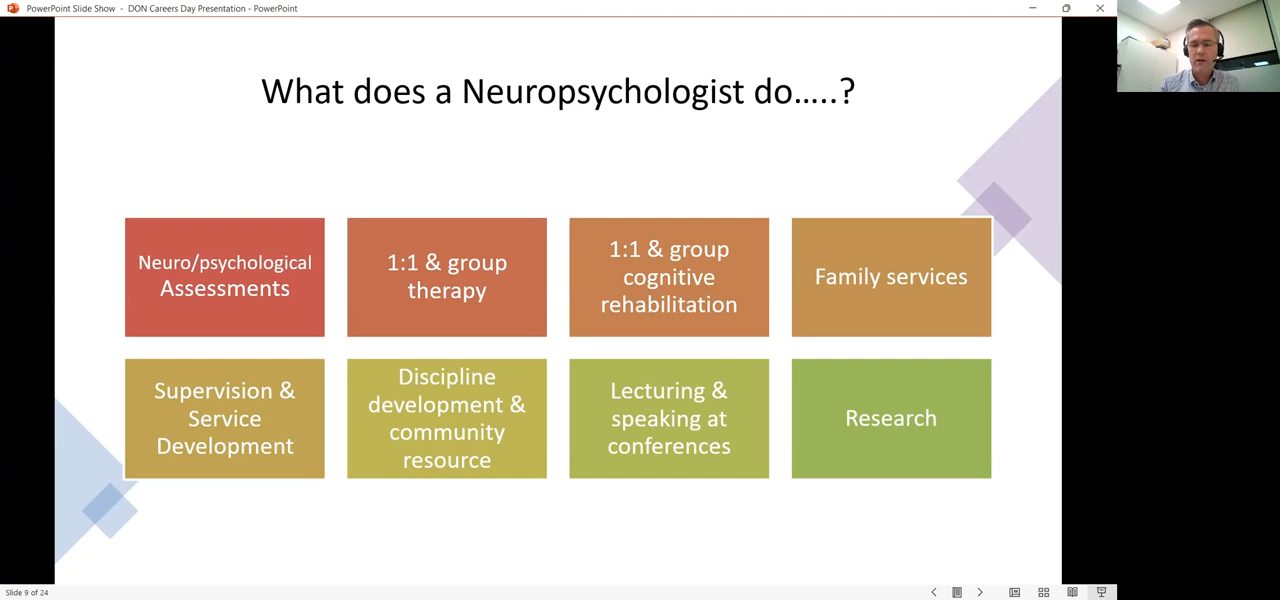 PowerPoint Slide Show - DON Careers Day Presentation - PowerPoint
What does a Neuropsychologist do…..?
Neuro/psychological
Assessments
1:1 & group
therapy
1:1 & group
cognitive
rehabilitation
Family services
Supervision &
Service
Development
Discipline
development &
community
resource
Lecturing &
speaking at
conferences
Research
Slide 9 of 24